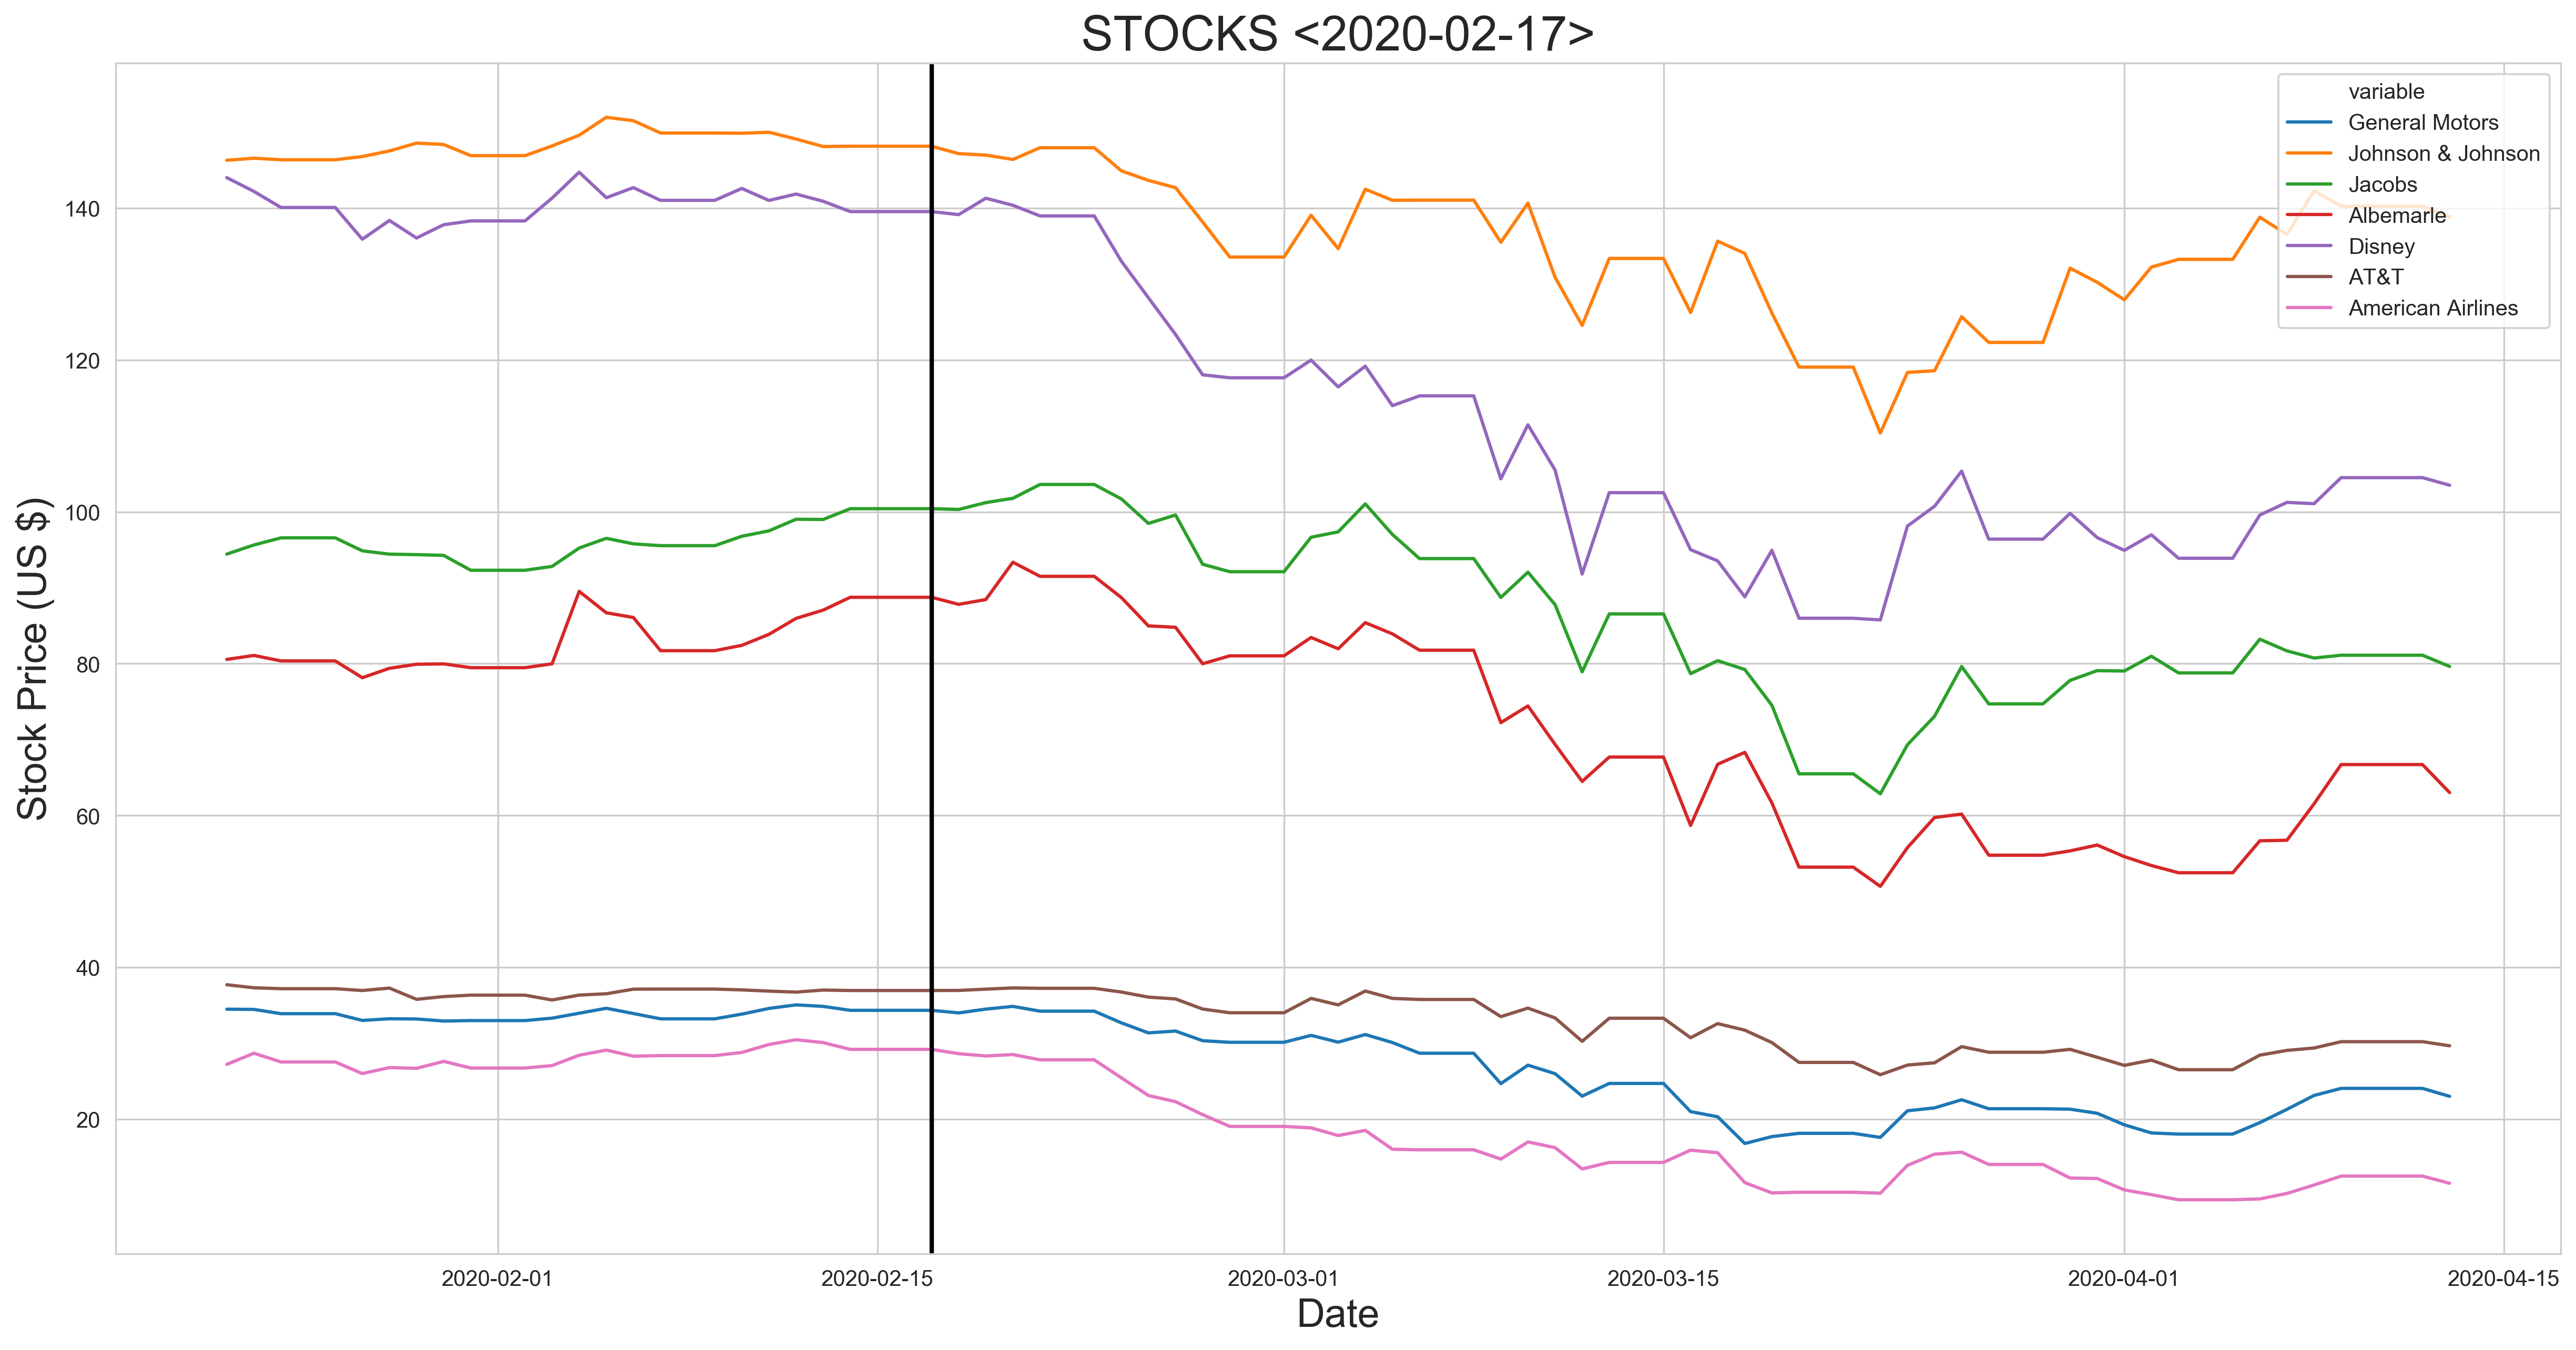 STOCKS <2020-02-17>
variable
General Motors
Johnson & Johnson
Jacobs
Albemarle
Disney
AT&T
American Airlines
Stock Price (US $)
140
120
100
80
60
40
20
2020-02-01
2020-02-15
2020-03-01
2020-03-15
2020-04-01
2020-04-15
Date